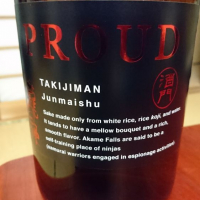 PROUD
TAKIJIMAN
Junmaishu
Sake made only from white rice, rice koji, and water.
It tends to have a mellow bouquet and a rich,
smooth flavor. Akame Falls are said to be a
self-training place of ninjas
(samurai warriors engaged in espionage activities)